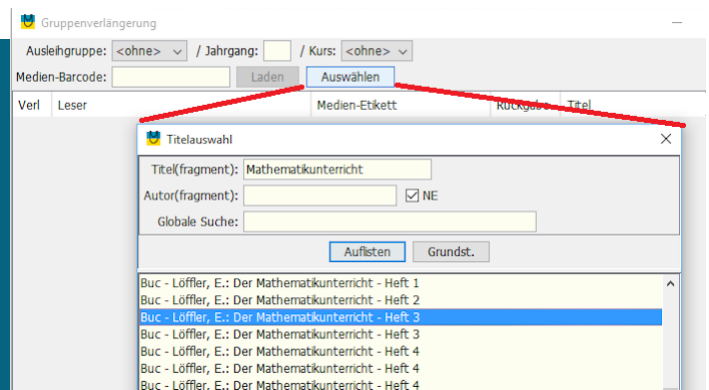 Gruppenverlängerung
Ausleihgruppe: <ohne> / Jahrgang: / Kurs: <ohne>
Medien-Barcode: Laden Auswählen
Verl Leser Medien-Etikett Rückgabe Titel
Titelauswahl
Titel(fragment): Mathematikunterricht
Autor(fragment): NE
Globale Suche:
Auflisten Grundst.
Buc - Löffler, E.: Der Mathematikunterricht - Heft 1
Buc - Löffler, E.: Der Mathematikunterricht - Heft 2
Buc - Löffler, E.: Der Mathematikunterricht - Heft 3
Buc - Löffler, E.: Der Mathematikunterricht - Heft 3
Buc - Löffler, E.: Der Mathematikunterricht - Heft 4
Buc - Löffler, E.: Der Mathematikunterricht - Heft 4
Buc - Löffler, E.: Der Mathematikunterricht - Heft 4